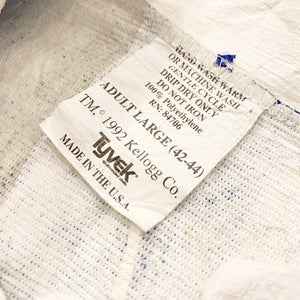 HAND WASH WARM
OR MACHINE WASH
GENTLE CYCLE
DRIP DRY ONLY
DO NOT IRON
100% Polyethylene
RN: 84706
ADULT LARGE (42-44)
TM, © 1992 Kellogg Co.
Tyvek
MADE IN THE U.S.A.